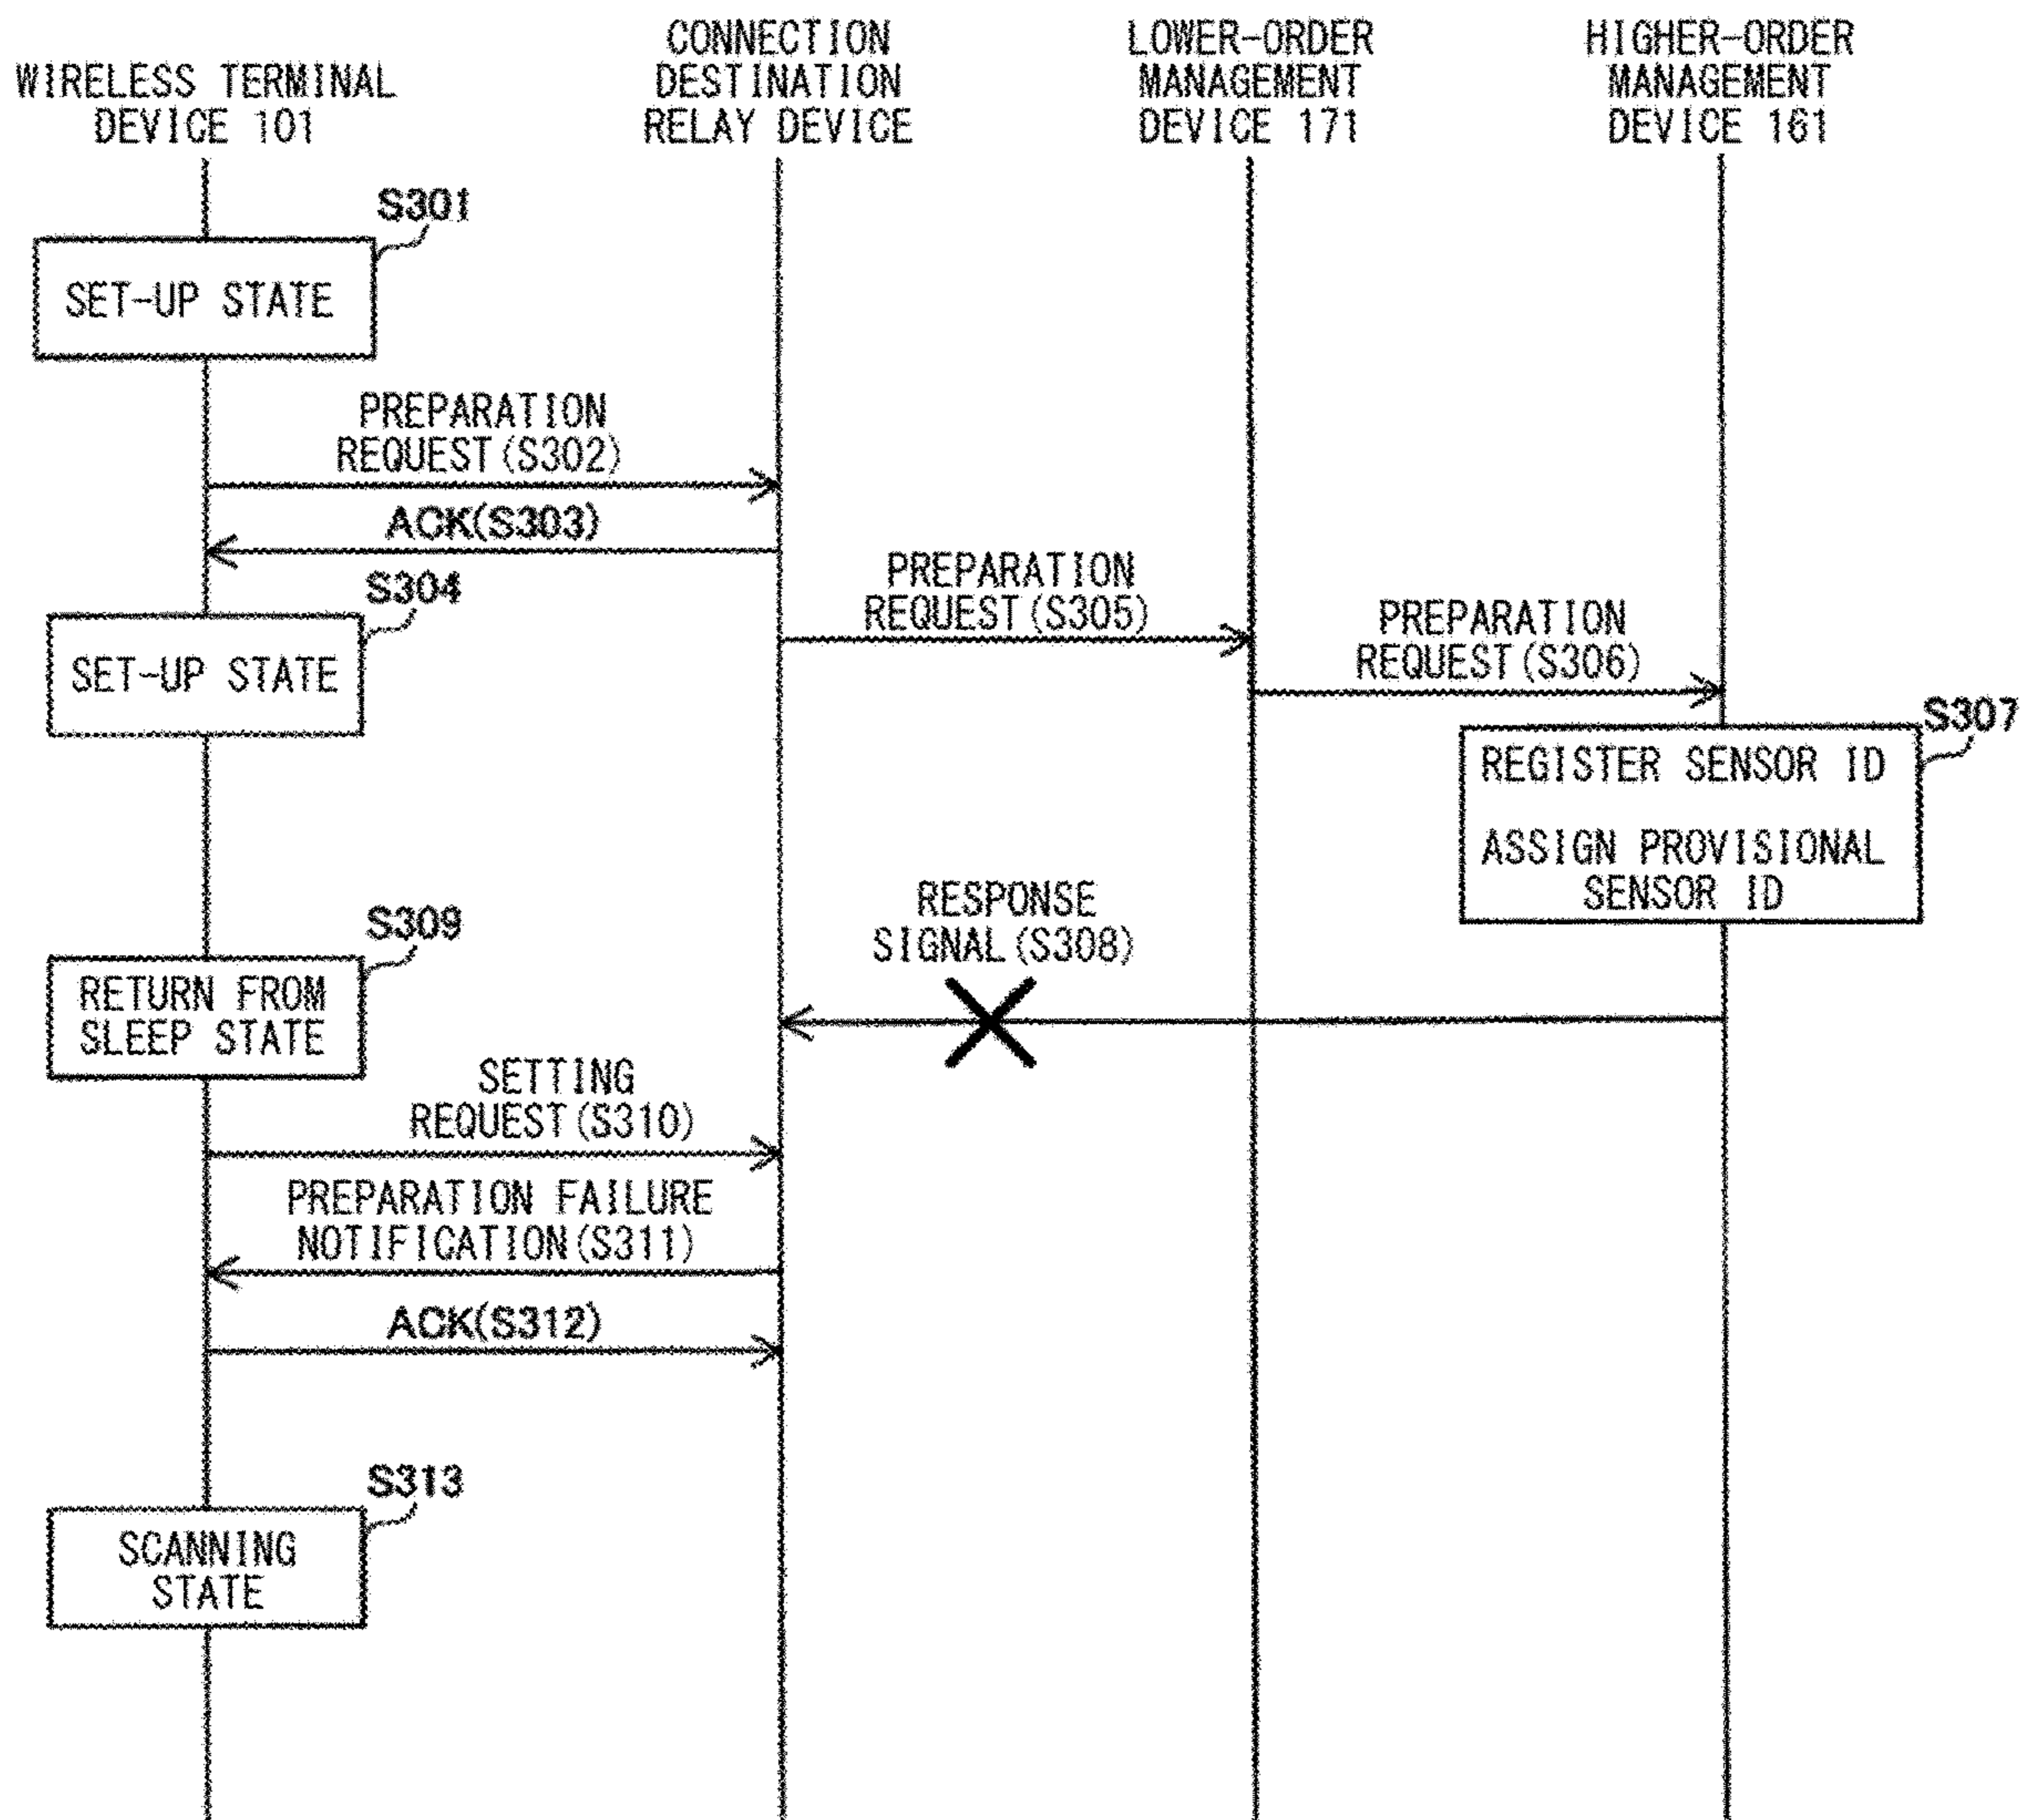 WIRELESS TERMINAL
DEVICE 101
CONNECTION
DESTINATION
RELAY DEVICE
LOWER-ORDER
MANAGEMENT
DEVICE 171
HIGHER-ORDER
MANAGEMENT
DEVICE 161
S301
SET-UP STATE
PREPARATION
REQUEST(S302)
ACK(S303)
S304
SET-UP STATE
PREPARATION
REQUEST(S305)
PREPARATION
REQUEST(S306)
S307
REGISTER SENSOR ID
ASSIGN PROVISIONAL
SENSOR ID
RESPONSE
SIGNAL(S308)
S309
RETURN FROM
SLEEP STATE
SETTING
REQUEST(S310)
PREPARATION FAILURE
NOTIFICATION(S311)
ACK(S312)
S313
SCANNING
STATE